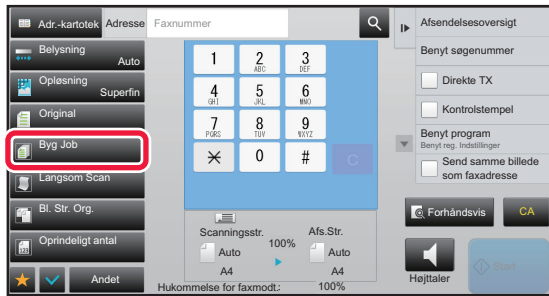 Adr.-kartotek Adresse Faxnummer
Belysning
Auto
Opløsning
Superfin
Original
Byg Job
Langsom Scan
Bl. Str. Org.
Oprindeligt antal
Andet
1 2 3
ABC DEF
4 5 6
GHI JKL MNO
7 8 9
PQRS TUV WXYZ
0 # C
Scanningsstr. 100% Afs.Str.
Auto Auto
A4 A4
Hukommelse for faxmodt.: 100%
Afsendelsesoversigt
Benyt søgenummer
Direkte TX
Kontrolstempel
Benyt program
Benyt reg. Indstillinger
Send samme billede
som faxadresse
Forhåndsvis CA
Højttaler
Start